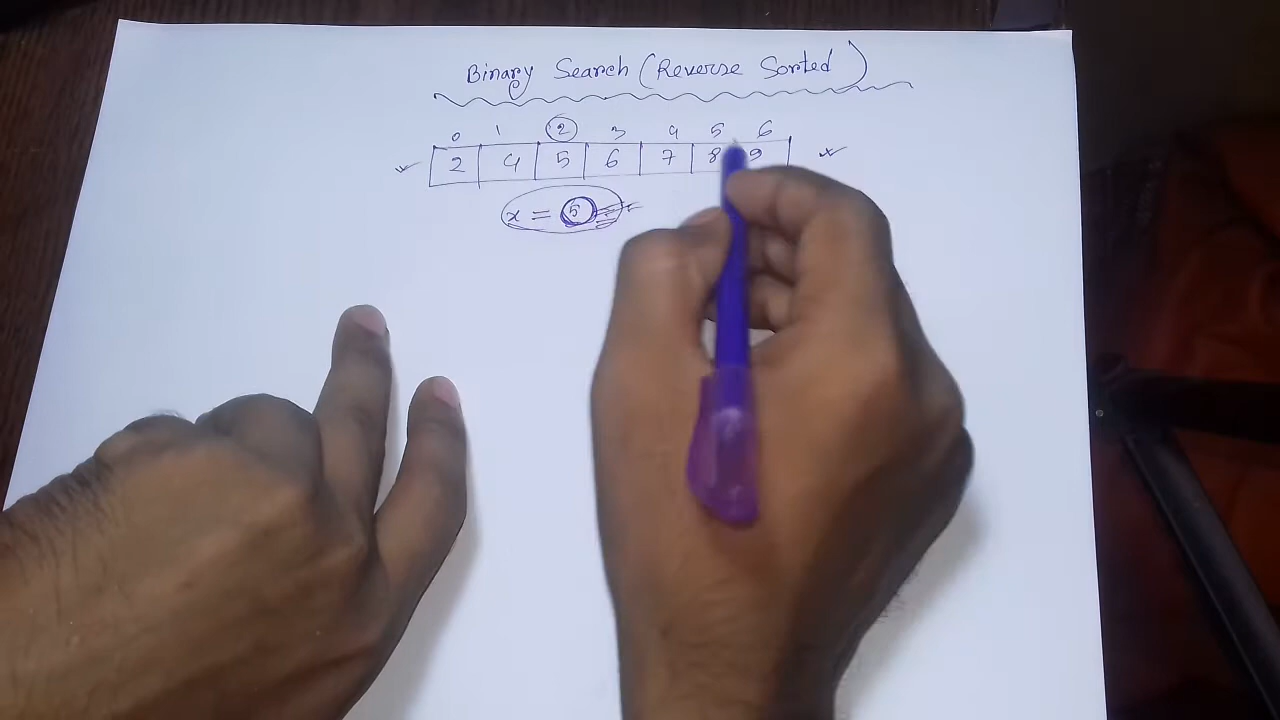 Binary Search (Reverse Sorted)
0 1 2 3 4 5 6
2 4 5 6 7 8 9
x = 5